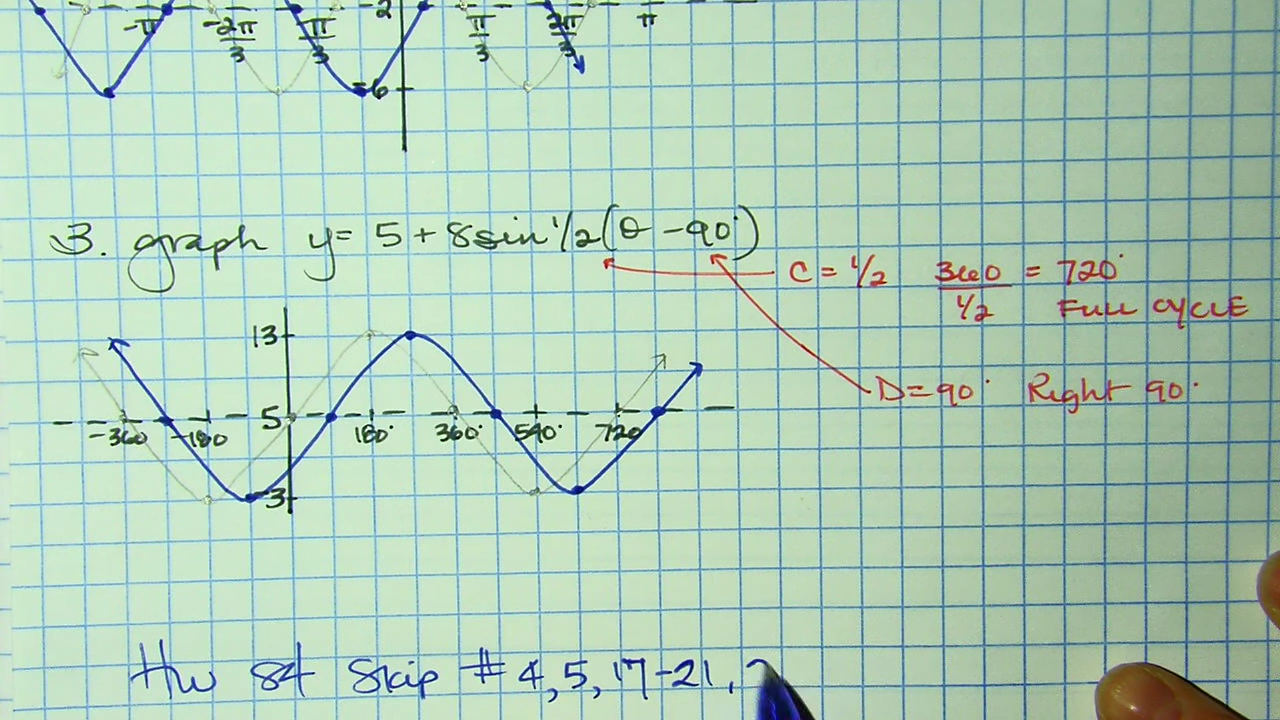 -π -2π/3 -π/3 -2 π/3 2π/3 π
-6
3. graph y = 5 + 8 sin 1/2 (θ - 90°)
C = 1/2 360/1/2 = 720°
Full CYCLE
13
D = 90° Right 90°
-360 -180 5 180° 360° 540° 720
-3
Hw 84 Skip # 4, 5, 17-21,